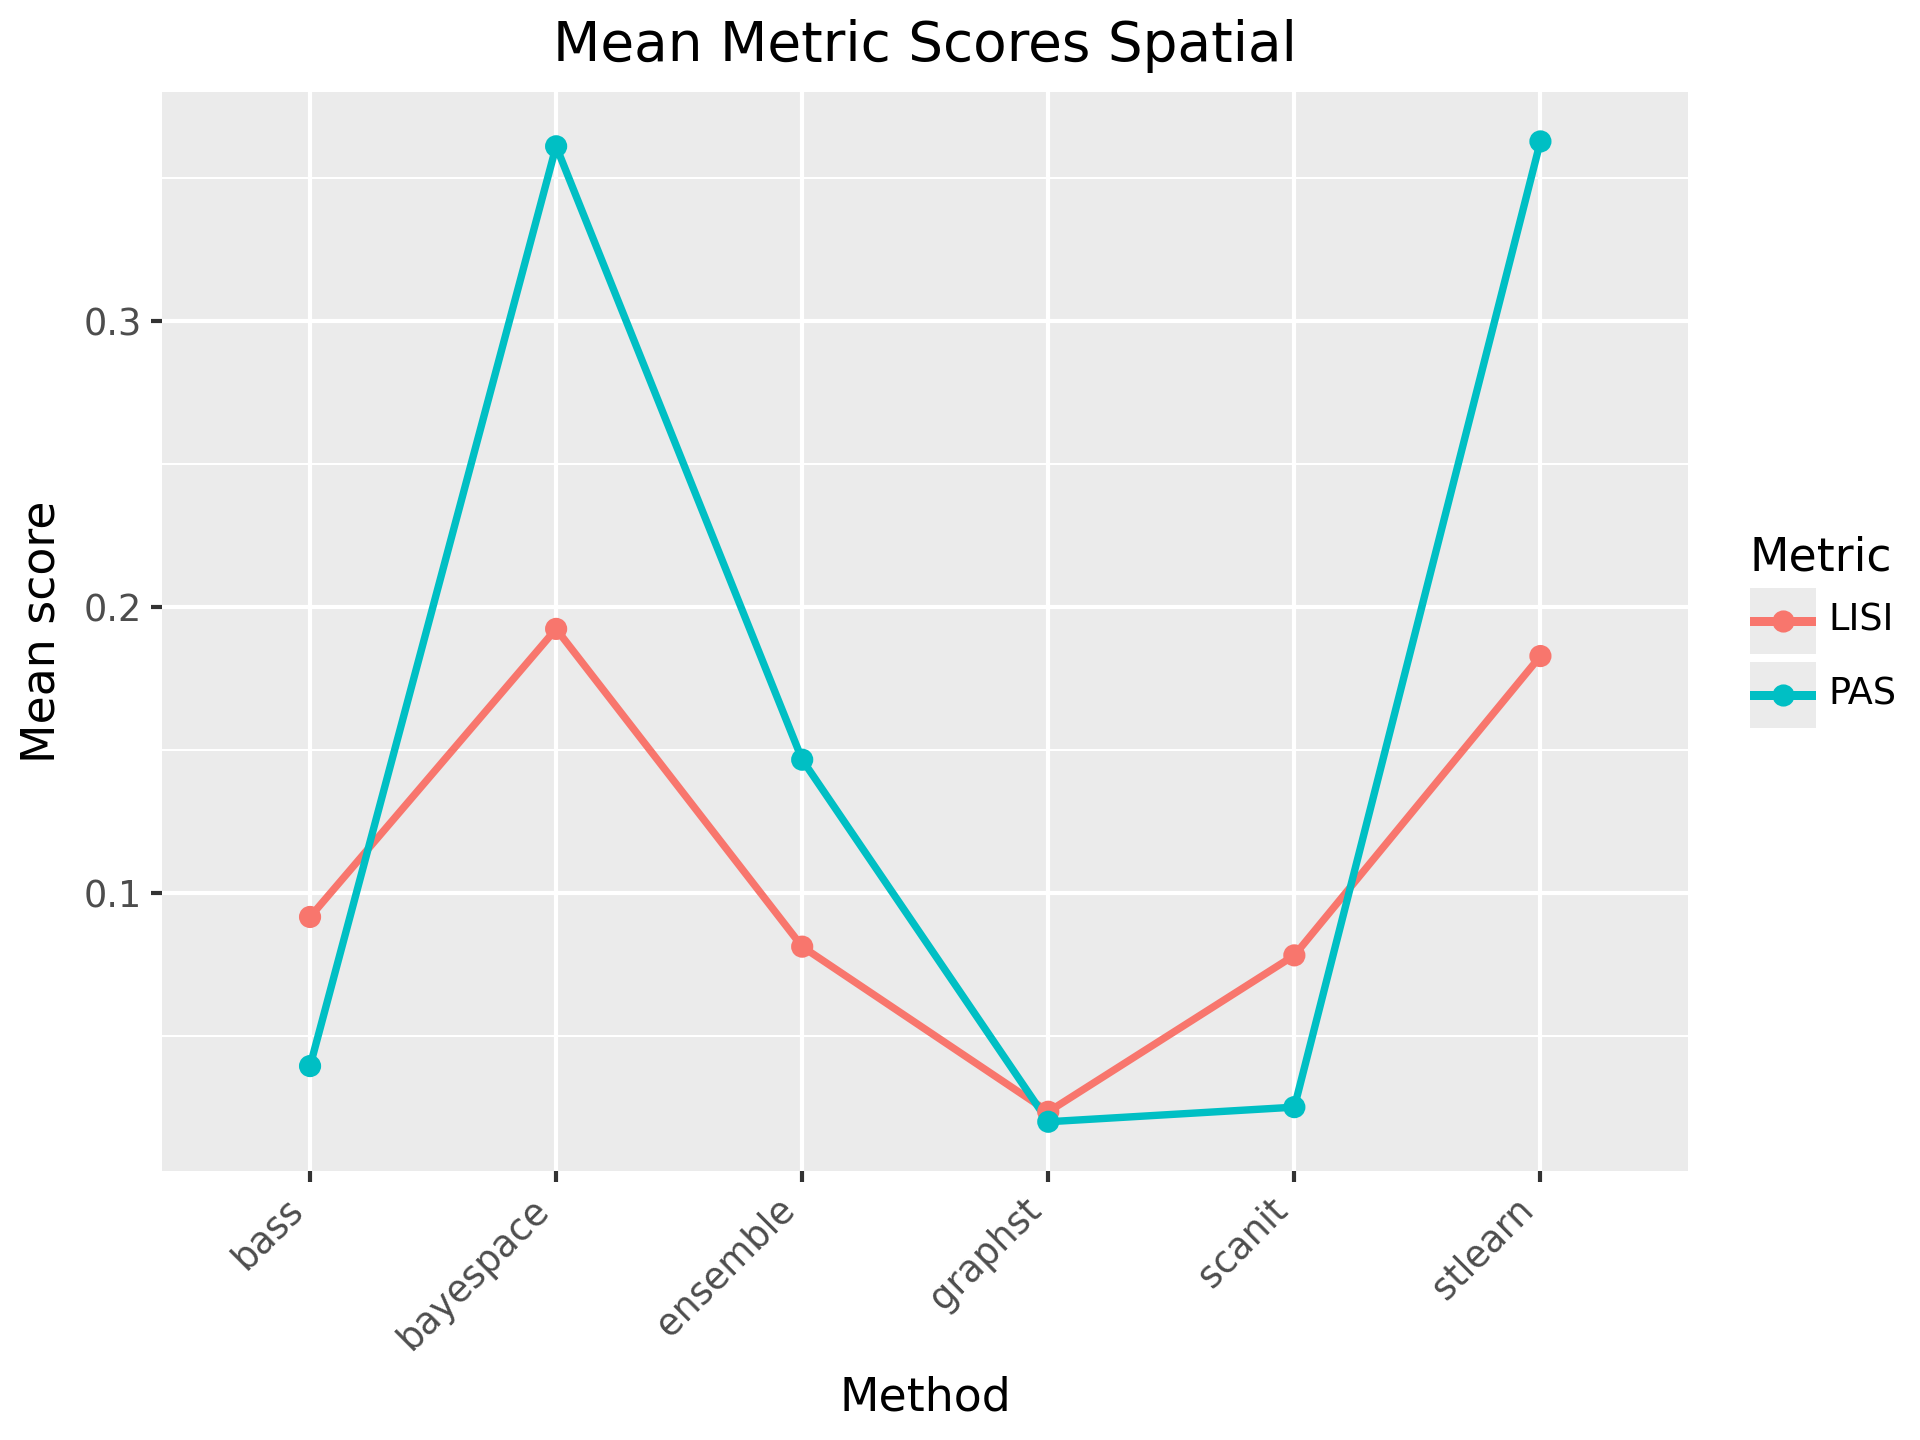 Mean Metric Scores Spatial
Mean score
0.3
0.2
0.1
bass
bayespace
ensemble
graphst
scanit
stlearn
Method
Metric
LISI
PAS